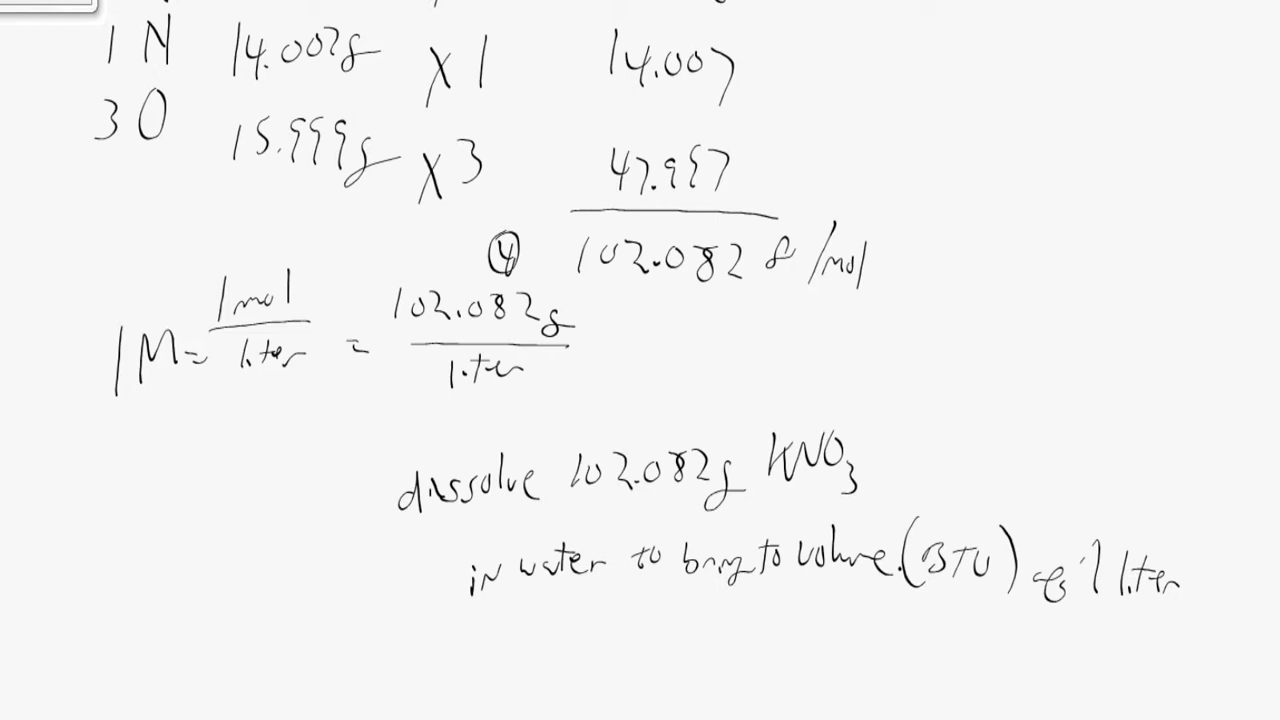 1 N 14.007g x 1 14.007
3 O 15.999g x 3 47.997
④ 102.082 g /mol
1M = 1mol / liter = 102.082g / liter
dissolve 102.082g KNO3
in water to bring to volume. (BTV) of 1 liter